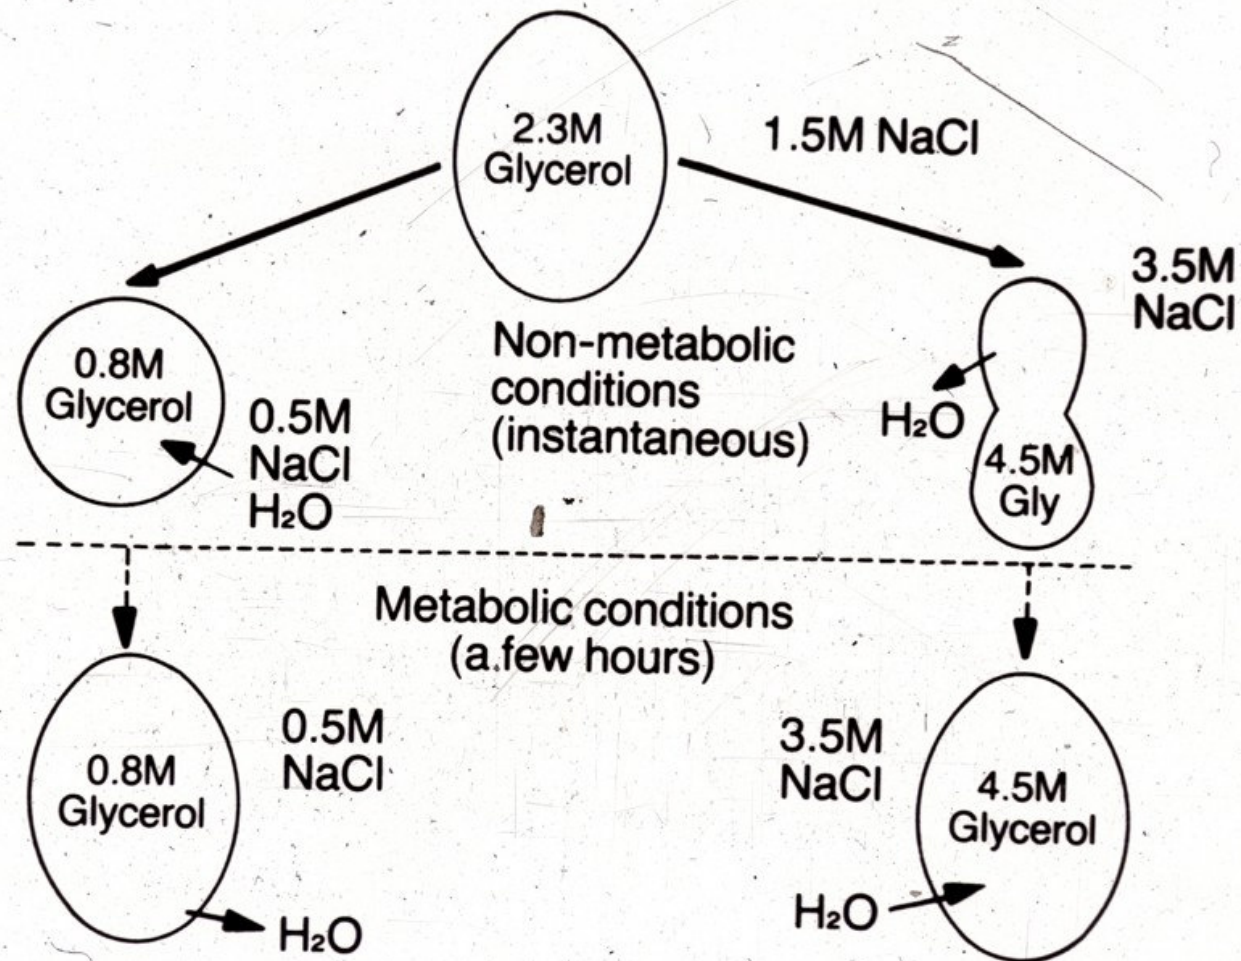 2.3M
Glycerol
1.5M NaCl
3.5M
NaCl
0.8M
Glycerol
0.5M
NaCl
H₂O
Non-metabolic
conditions
(instantaneous)
H₂O
4.5M
Gly
Metabolic conditions
(a few hours)
0.8M
Glycerol
0.5M
NaCl
H₂O
3.5M
NaCl
4.5M
Glycerol
H₂O